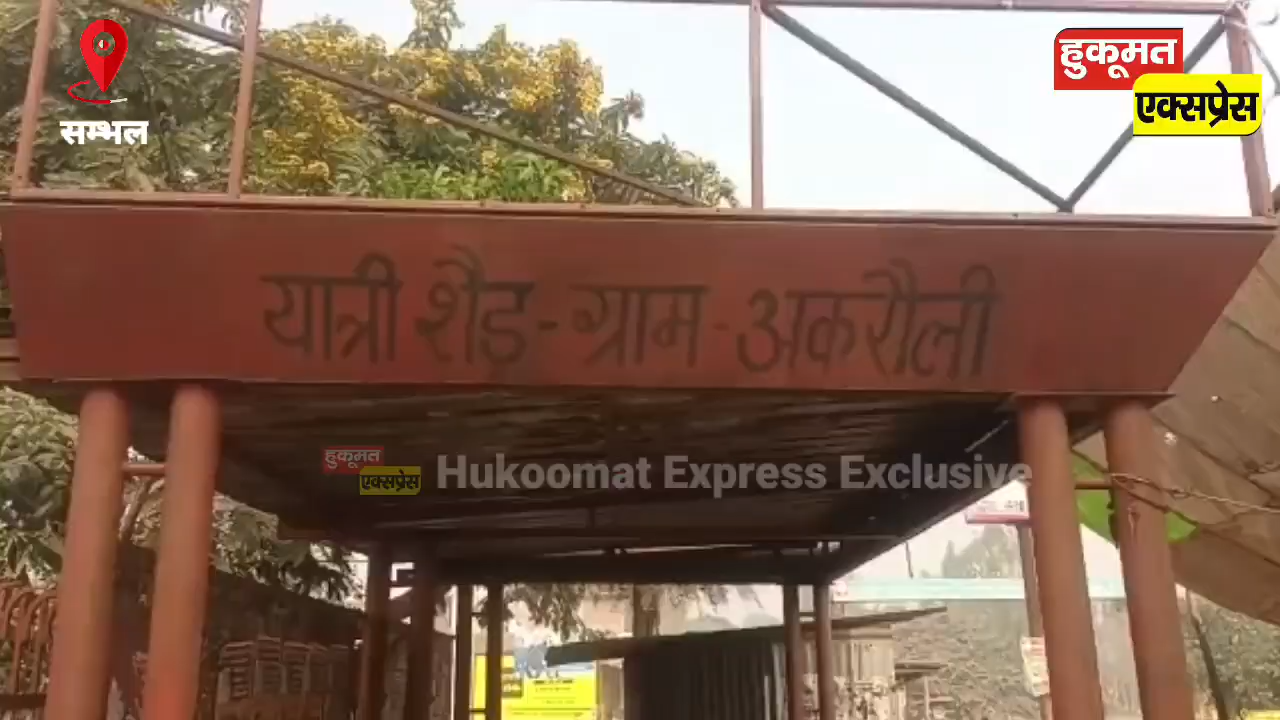 सम्भल
हुकूमत
एक्सप्रेस
यात्री शैड - ग्राम - अकरौली
हुकूमत
एक्सप्रेस
Hukoomat Express Exclusive